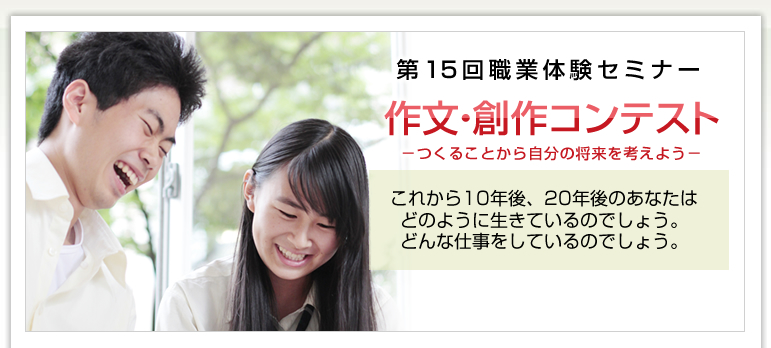 第15回職業体験セミナー
作文・創作コンテスト
－つくることから自分の将来を考えよう－
これから10年後、20年後のあなたは
どのように生きているのでしょう。
どんな仕事をしているのでしょう。